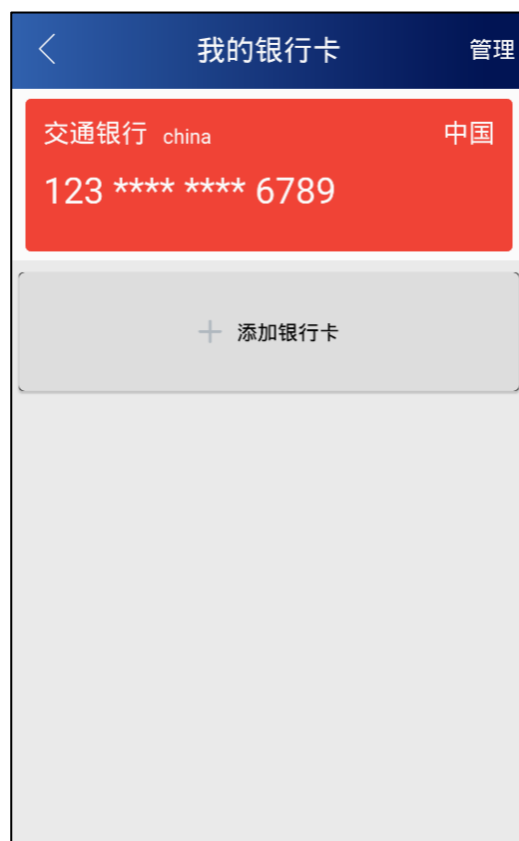 我的银行卡 管理
交通银行 china 中国
123 **** **** 6789
添加银行卡